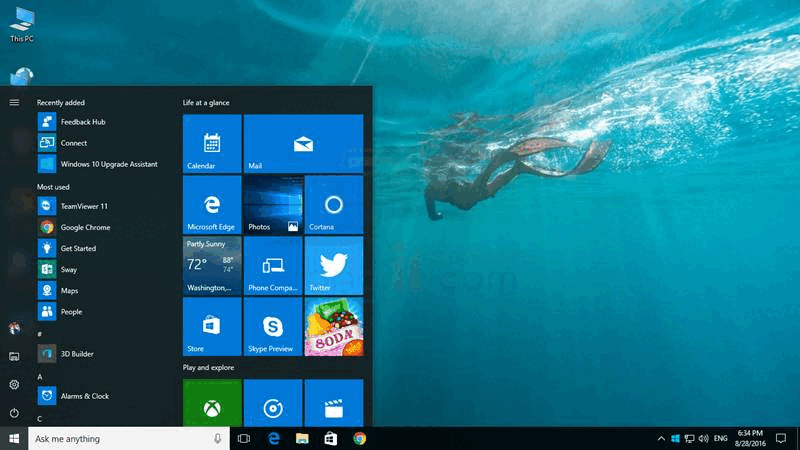 This PC
Recently added
Feedback Hub
Connect
Windows 10 Upgrade Assistant
Most used
TeamViewer 11
Google Chrome
Get Started
Sway
Maps
People
#
3D Builder
A
Alarms & Clock
C
Life at a glance
Calendar
Mail
Microsoft Edge
Photos
Cortana
Partly Sunny
72° 88°
74°
Washington,...
Phone Compa...
Twitter
Store
Skype Preview
SODA
Play and explore
Ask me anything
ENG
6:34 PM
8/28/2016